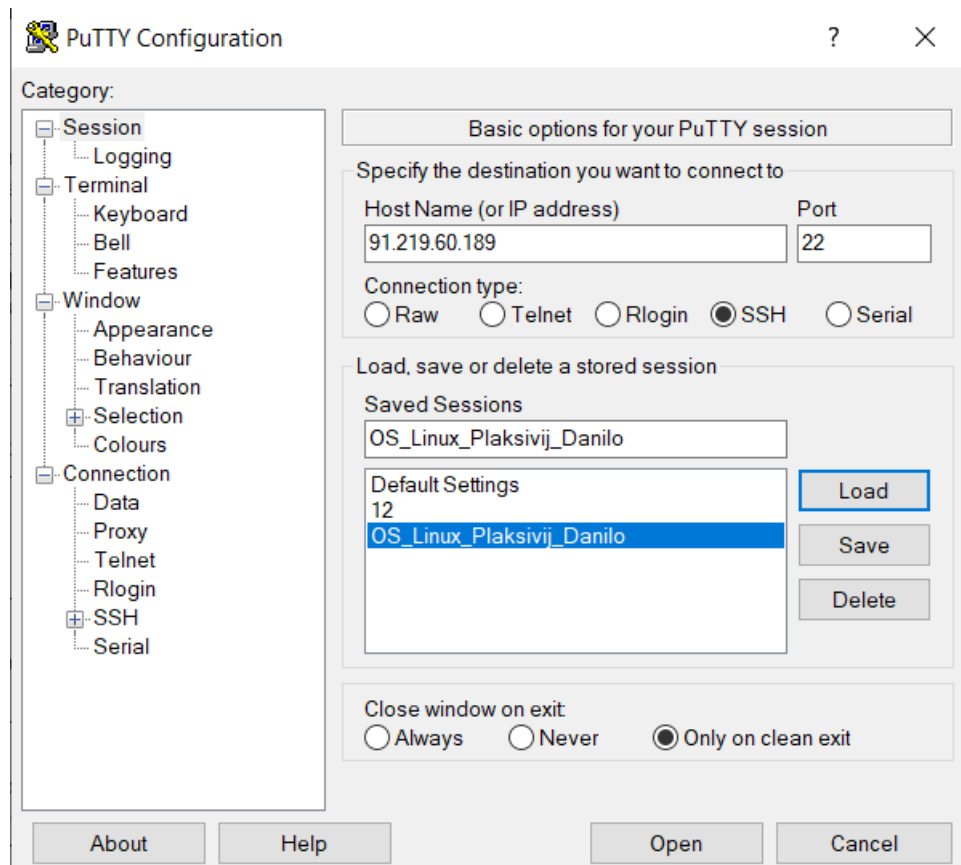 PuTTY Configuration
?
Category:
Session
Logging
Terminal
Keyboard
Bell
Features
Window
Appearance
Behaviour
Translation
Selection
Colours
Connection
Data
Proxy
Telnet
Rlogin
SSH
Serial
Basic options for your PuTTY session
Specify the destination you want to connect to
Host Name (or IP address) Port
91.219.60.189 22
Connection type:
Raw Telnet Rlogin SSH Serial
Load, save or delete a stored session
Saved Sessions
OS_Linux_Plaksivij_Danilo
Default Settings
12
OS_Linux_Plaksivij_Danilo
Load
Save
Delete
Close window on exit:
Always Never Only on clean exit
About Help Open Cancel